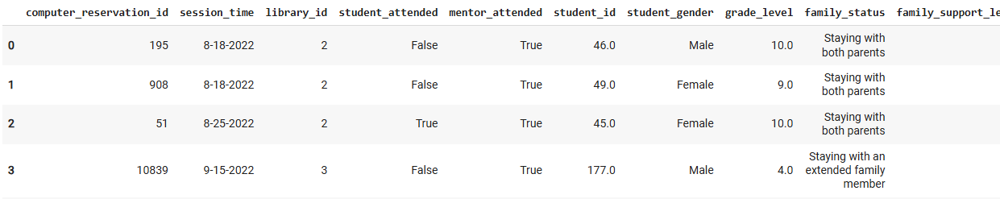 computer_reservation_id session_time library_id student_attended mentor_attended student_id student_gender grade_level family_status family_support_le
0 195 8-18-2022 2 False True 46.0 Male 10.0 Staying with both parents
1 908 8-18-2022 2 False True 49.0 Female 9.0 Staying with both parents
2 51 8-25-2022 2 True True 45.0 Female 10.0 Staying with both parents
3 10839 9-15-2022 3 False True 177.0 Male 4.0 Staying with an extended family member